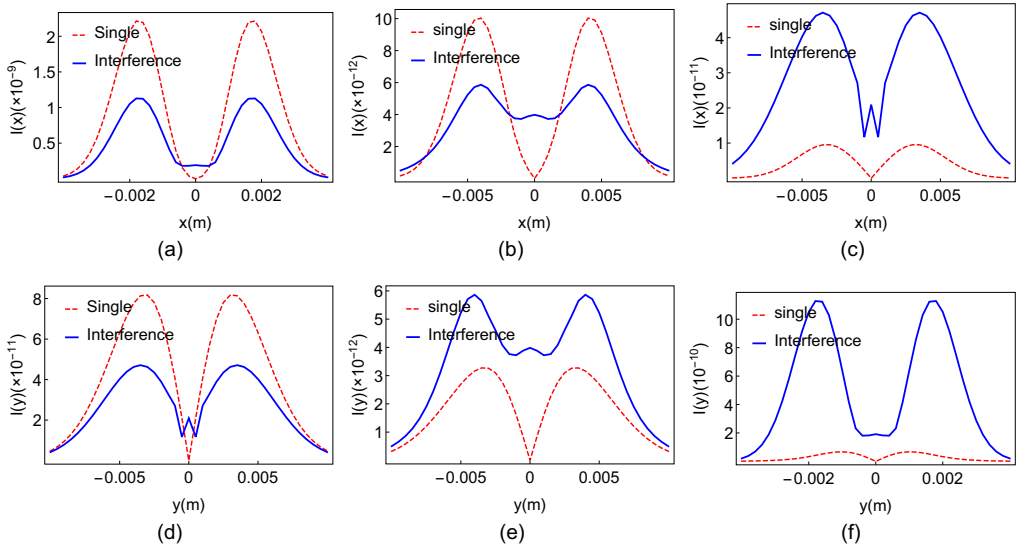 Single
Interference
I(x)(×10⁻⁹)
2
1.5
1
0.5
−0.002
0
0.002
x(m)
(a)
single
Interference
I(x)(×10⁻¹²)
10
8
6
4
2
−0.005
0
0.005
x(m)
(b)
single
Interference
I(x)(10⁻¹¹)
4
3
2
1
−0.005
0
0.005
x(m)
(c)
Single
Interference
I(y)(×10⁻¹¹)
8
6
4
2
−0.005
0
0.005
y(m)
(d)
single
Interference
I(y)(×10⁻¹²)
6
5
4
3
2
1
−0.005
0
0.005
y(m)
(e)
single
Interference
I(y)(10⁻¹⁰)
10
8
6
4
2
−0.002
0
0.002
y(m)
(f)